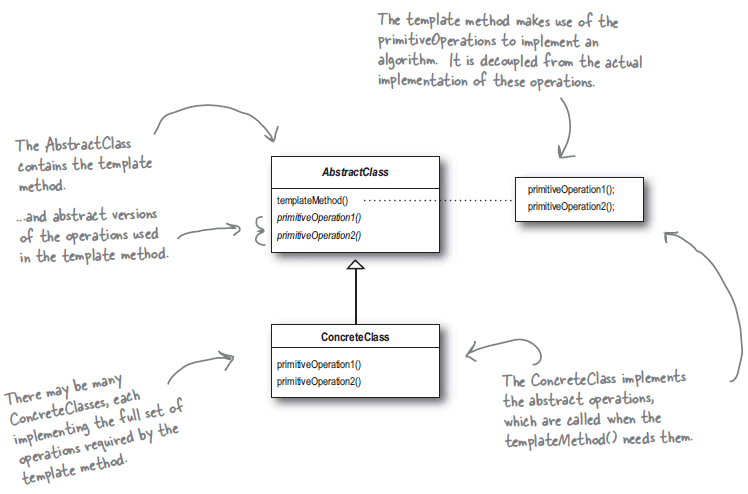 The template method makes use of the
primitiveOperations to implement an
algorithm. It is decoupled from the actual
implementation of these operations.
The AbstractClass
contains the template
method.
...and abstract versions
of the operations used
in the template method.
AbstractClass
templateMethod()
primitiveOperation1()
primitiveOperation2()
primitiveOperation1();
primitiveOperation2();
ConcreteClass
primitiveOperation1()
primitiveOperation2()
There may be many
ConcreteClasses, each
implementing the full set of
operations required by the
template method.
The ConcreteClass implements
the abstract operations,
which are called when the
templateMethod() needs them.